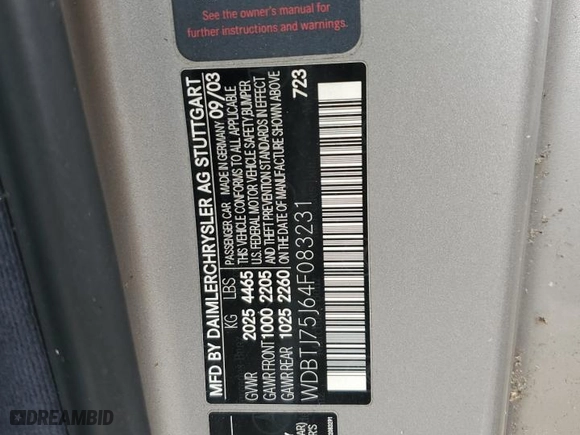 See the owner's manual for
further instructions and warnings
MFD BY DAIMLERCHRYSLER AG STUTTGART
PASSENGER CAR MADE IN GERMANY 09/03
KG LBS THIS VEHICLE CONFORMS TO ALL APPLICABLE
GVWR 2025 4465 U.S. FEDERAL MOTOR VEHICLE SAFETY, BUMPER
GAWR FRONT 1000 2205 AND THEFT PREVENTION STANDARDS IN EFFECT
GAWR REAR 1025 2260 ON THE DATE OF MANUFACTURE SHOWN ABOVE
WDBTJ75J64F083231 723
DREAMBID